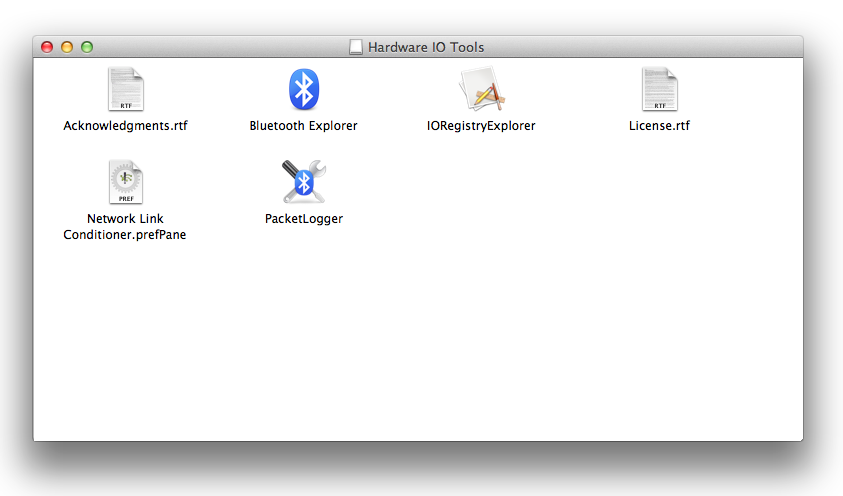 Hardware IO Tools
RTF
RTF
Acknowledgments.rtf
Bluetooth Explorer
IORegistryExplorer
License.rtf
PREF
Network Link
Conditioner.prefPane
PacketLogger